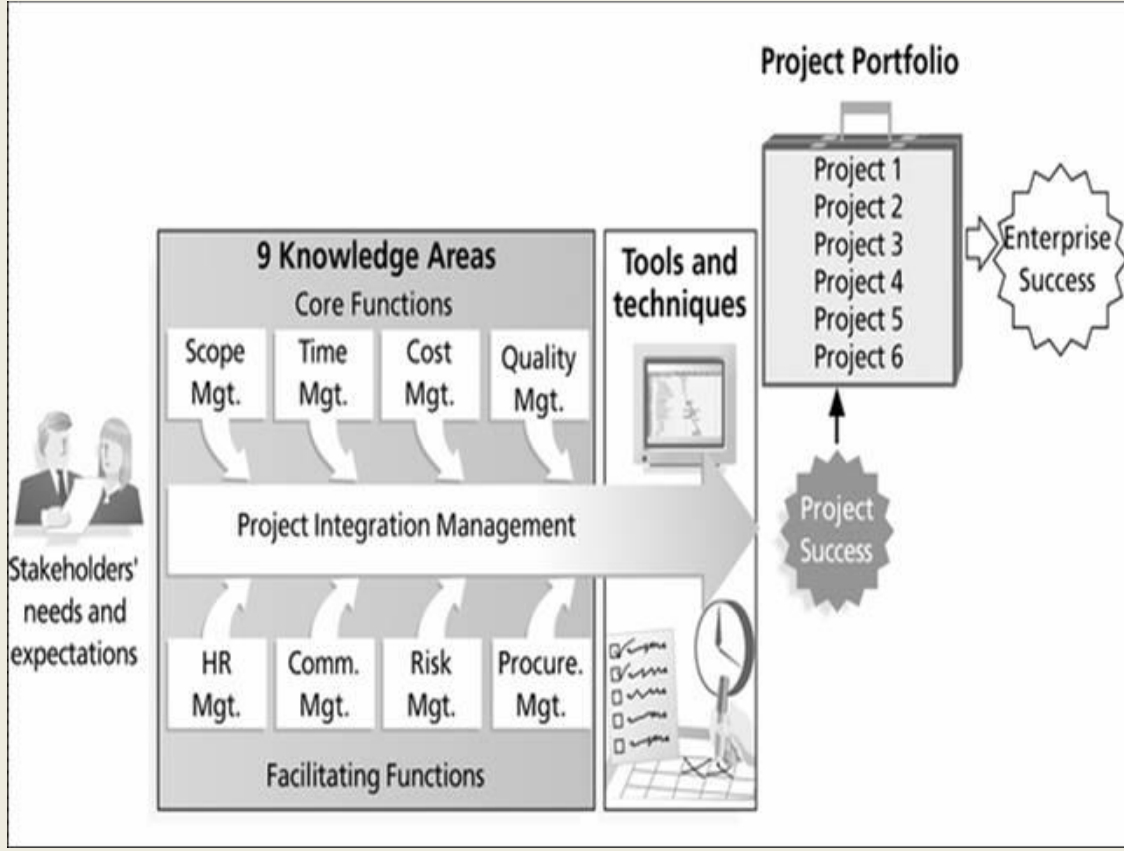 Project Portfolio
Project 1
Project 2
Project 3
Project 4
Project 5
Project 6
Enterprise
Success
9 Knowledge Areas
Core Functions
Scope
Mgt.
Time
Mgt.
Cost
Mgt.
Quality
Mgt.
Tools and
techniques
Stakeholders'
needs and
expectations
Project Integration Management
Project
Success
HR
Mgt.
Comm.
Mgt.
Risk
Mgt.
Procure.
Mgt.
Facilitating Functions